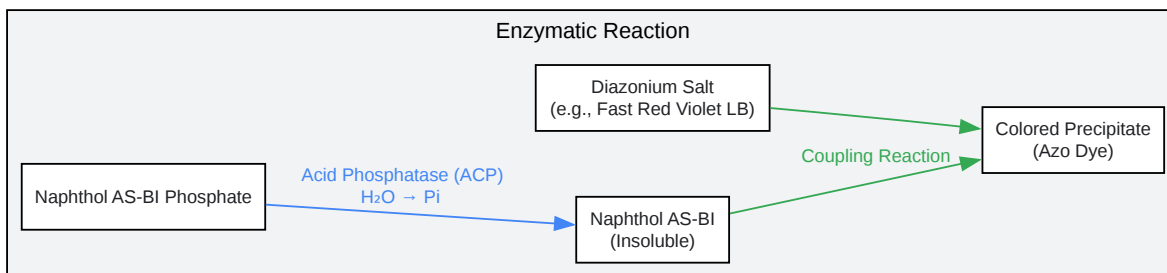 Enzymatic Reaction
Diazonium Salt
(e.g., Fast Red Violet LB)
Colored Precipitate
(Azo Dye)
Coupling Reaction
Acid Phosphatase (ACP)
H₂O → Pi
Naphthol AS-BI Phosphate
Naphthol AS-BI
(Insoluble)